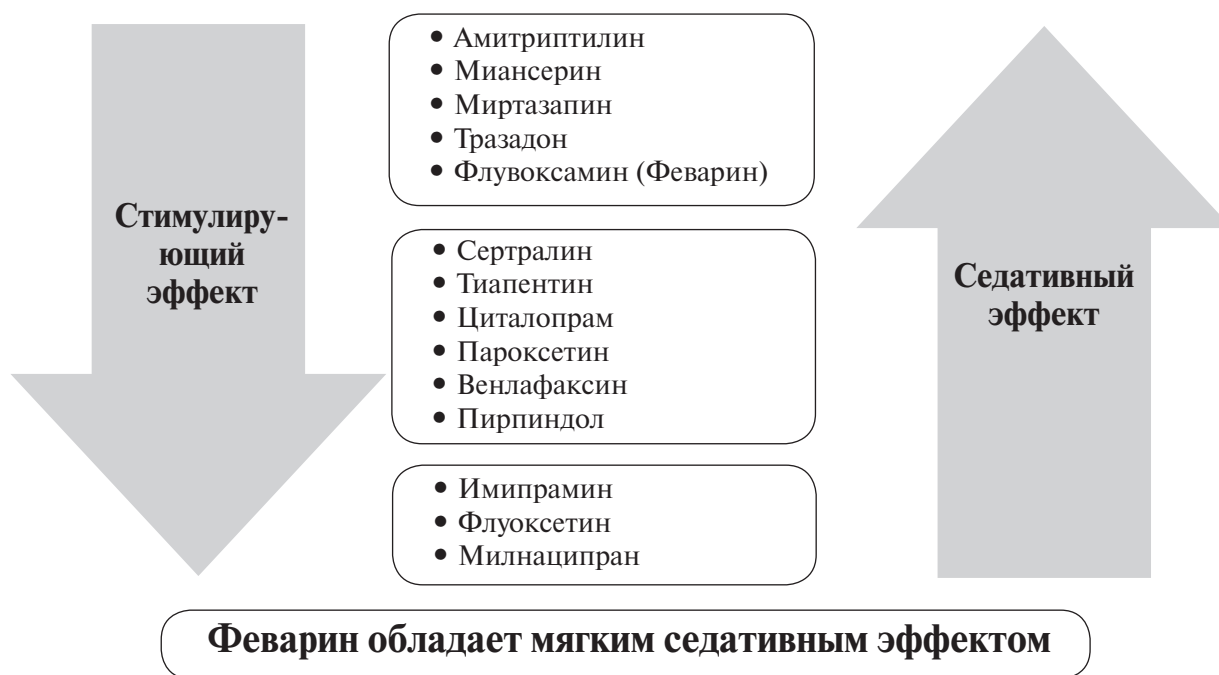 Стимулиру-
ющий
эффект
• Амитриптилин
• Миансерин
• Миртазапин
• Тразадон
• Флувоксамин (Феварин)
• Сертралин
• Тиапентин
• Циталопрам
• Пароксетин
• Венлафаксин
• Пирпиндол
• Имипрамин
• Флуоксетин
• Милнаципран
Седативный
эффект
Феварин обладает мягким седативным эффектом